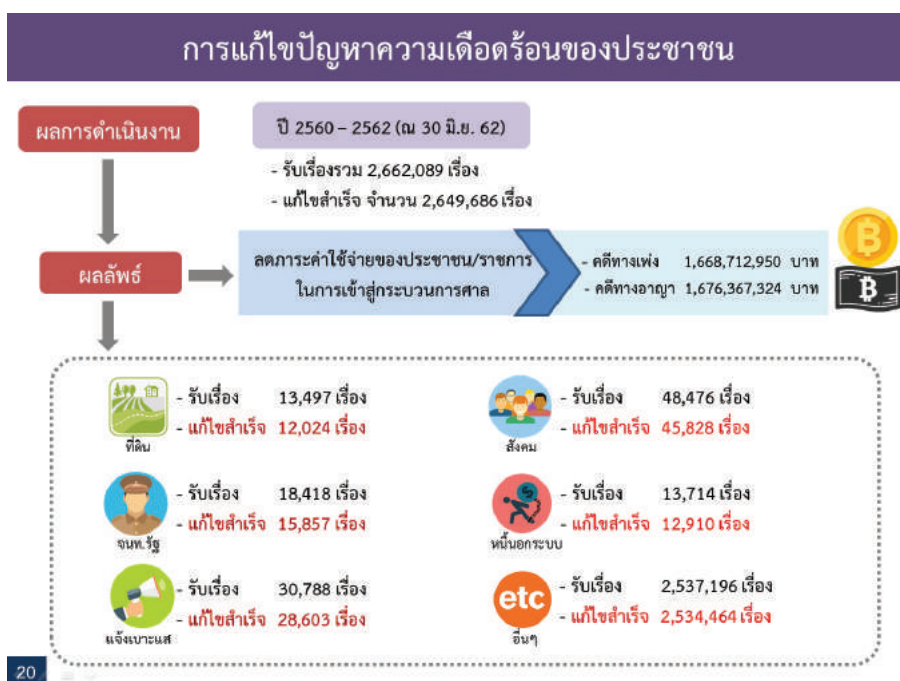 การแก้ไขปัญหาความเดือดร้อนของประชาชน
ผลการดำเนินงาน
ปี 2560 – 2562 (ณ 30 มิ.ย. 62)
- รับเรื่องรวม 2,662,089 เรื่อง
- แก้ไขสำเร็จ จำนวน 2,649,686 เรื่อง
ผลลัพธ์
ลดภาระค่าใช้จ่ายของประชาชน/ราชการ
ในการเข้าสู่กระบวนการศาล
- คดีทางเพ่ง 1,668,712,950 บาท
- คดีทางอาญา 1,676,367,324 บาท
- รับเรื่อง 13,497 เรื่อง
- แก้ไขสำเร็จ 12,024 เรื่อง
ที่ดิน
- รับเรื่อง 48,476 เรื่อง
- แก้ไขสำเร็จ 45,828 เรื่อง
สังคม
- รับเรื่อง 18,418 เรื่อง
- แก้ไขสำเร็จ 15,857 เรื่อง
จนท.รัฐ
- รับเรื่อง 13,714 เรื่อง
- แก้ไขสำเร็จ 12,910 เรื่อง
หนี้นอกระบบ
- รับเรื่อง 30,788 เรื่อง
- แก้ไขสำเร็จ 28,603 เรื่อง
แจ้งเบาะแส
etc
- รับเรื่อง 2,537,196 เรื่อง
- แก้ไขสำเร็จ 2,534,464 เรื่อง
อื่นๆ
20